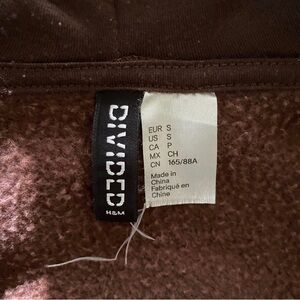 DIVIDED
H&M
EUR S
US S
CA P
MX CH
CN 165/88A
Made in
China
Fabriqué en
Chine